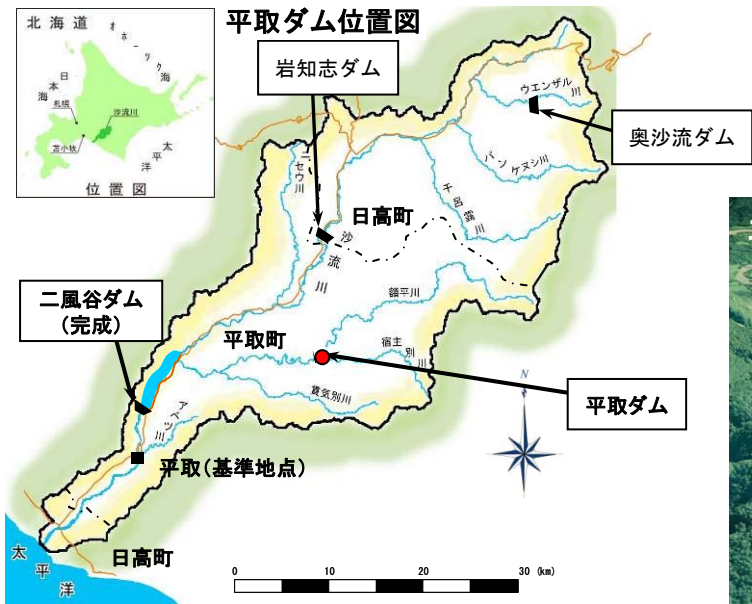 平取ダム位置図
北海道
オホーツク海
日本海
札幌
沙流川
苫小牧
太平洋
位置図
岩知志ダム
ウエンザル川
奥沙流ダム
パンケヌシ川
ニセウ川
千呂露川
日高町
沙流川
額平川
二風谷ダム
(完成)
平取町
宿主別川
平取ダム
貫気別川
アベツ川
N
平取(基準地点)
日高町
太平洋
0 10 20 30 (km)